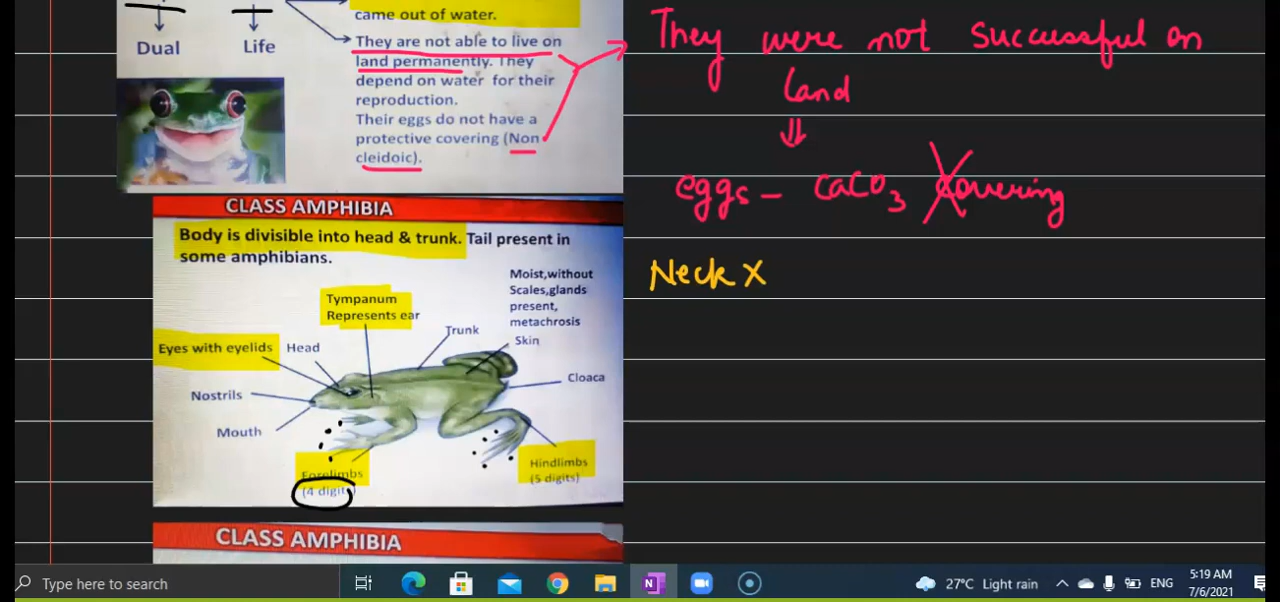 came out of water.
Dual
Life
They are not able to live on
land permanently. They
depend on water for their
reproduction.
Their eggs do not have a
protective covering (Non
cleidoic).
They were not successful on
land
⇓
eggs - CaCO3 covering
Neck X
CLASS AMPHIBIA
Body is divisible into head & trunk. Tail present in
some amphibians.
Moist,without
Scales,glands
present,
metachrosis
Skin
Tympanum
Represents ear
Trunk
Eyes with eyelids
Head
Cloaca
Nostrils
Mouth
Forelimbs
(4 digit
Hindlimbs
(5 digits)
CLASS AMPHIBIA
Type here to search
27°C Light rain
ENG
5:19 AM
7/6/2021